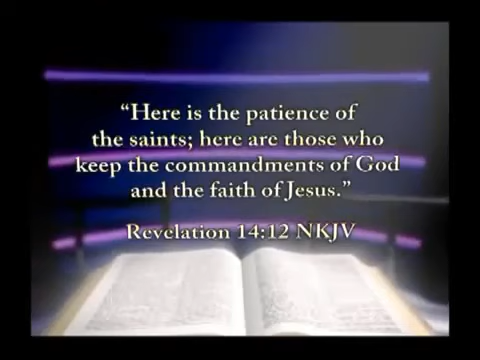 “Here is the patience of
the saints; here are those who
keep the commandments of God
and the faith of Jesus.”
Revelation 14:12 NKJV